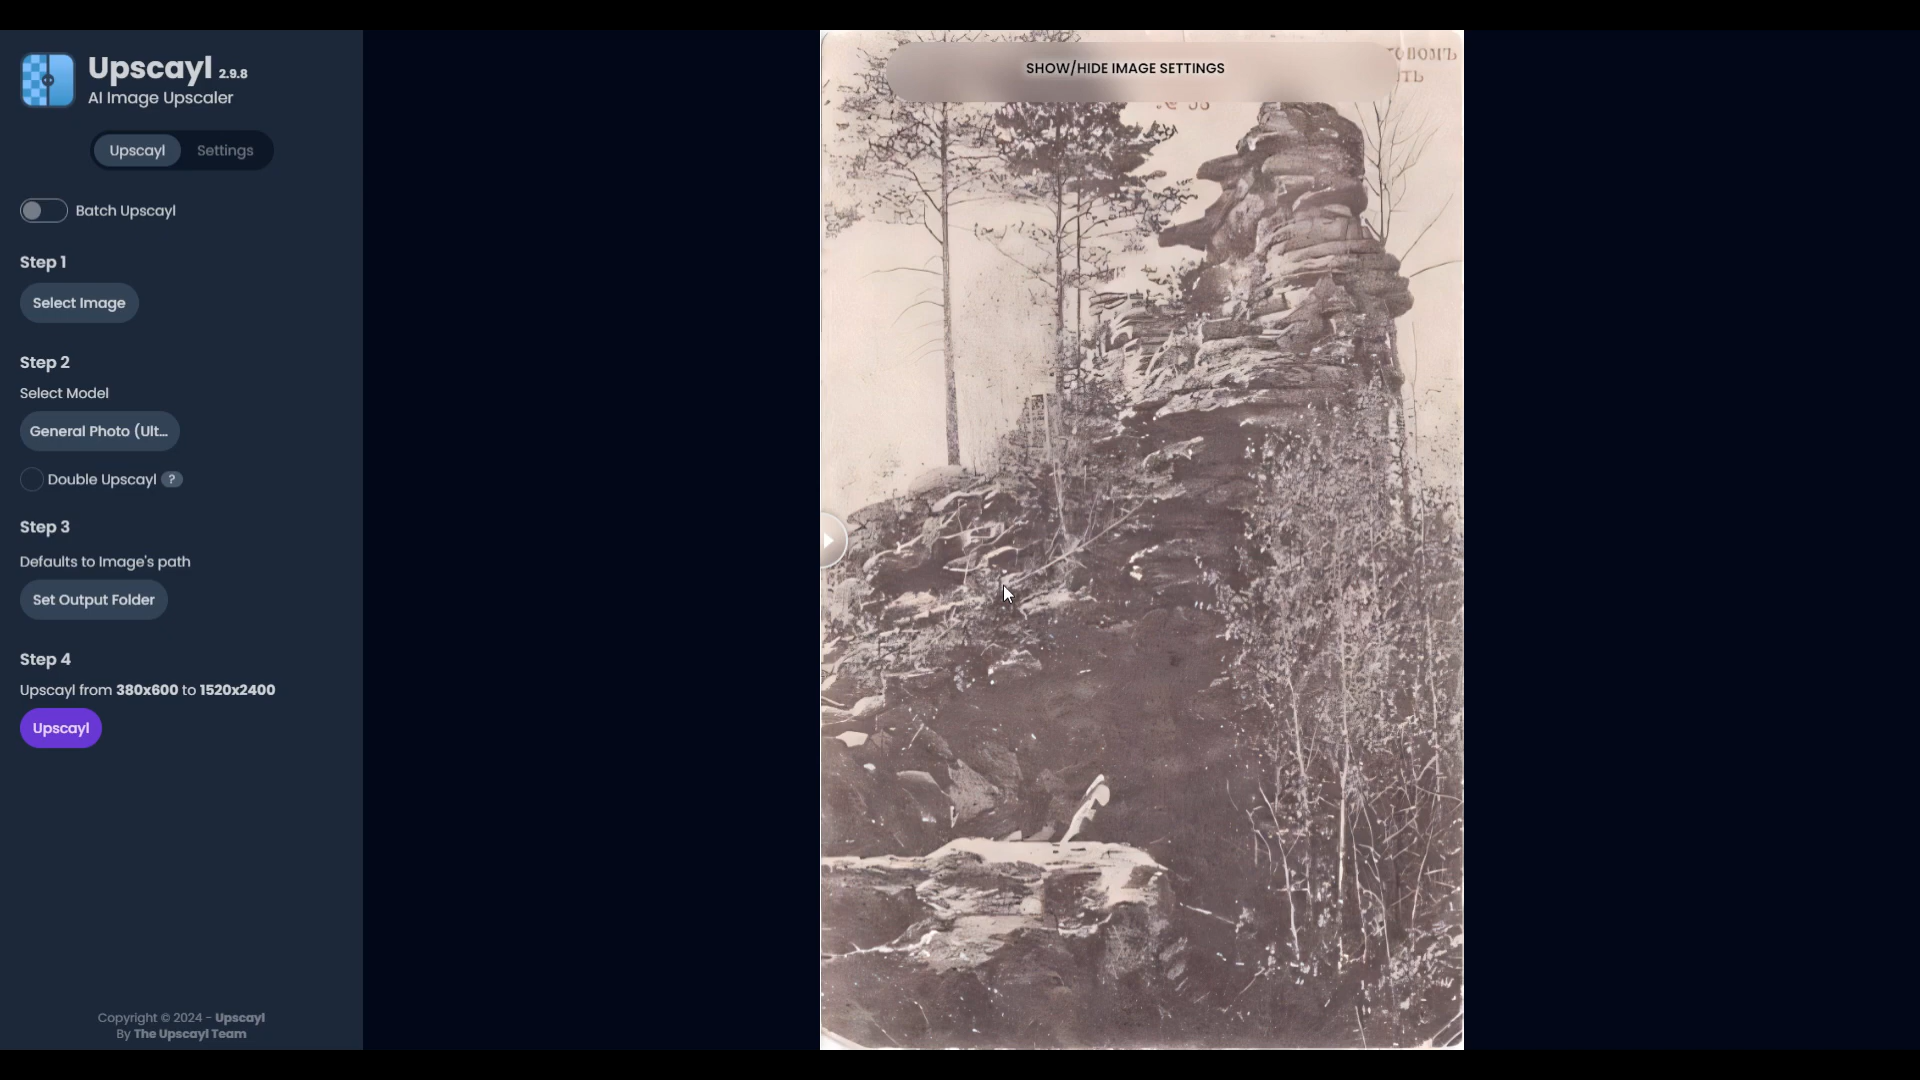 Upscayl 2.9.8
AI Image Upscaler
Upscayl
Settings
Batch Upscayl
Step 1
Select Image
Step 2
Select Model
General Photo (Ult...
Double Upscayl ?
Step 3
Defaults to Image's path
Set Output Folder
Step 4
Upscayl from 380x600 to 1520x2400
Upscayl
Copyright © 2024 - Upscayl
By The Upscayl Team
SHOW/HIDE IMAGE SETTINGS